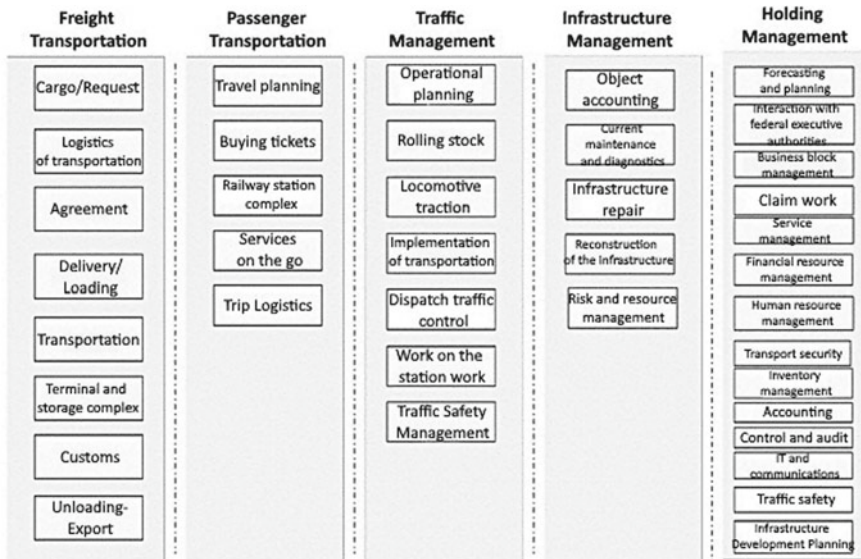 Freight
Transportation
Cargo/Request
Logistics
of transportation
Agreement
Delivery/
Loading
Transportation
Terminal and
storage complex
Customs
Unloading-
Export
Passenger
Transportation
Travel planning
Buying tickets
Railway station
complex
Services
on the go
Trip Logistics
Traffic
Management
Operational
planning
Rolling stock
Locomotive
traction
Implementation
of transportation
Dispatch traffic
control
Work on the
station work
Traffic Safety
Management
Infrastructure
Management
Object
accounting
Current
maintenance
and diagnostics
Infrastructure
repair
Reconstruction
of the Infrastructure
Risk and resource
management
Holding
Management
Forecasting
and planning
Interaction with
federal executive
authorities
Business block
management
Claim work
Service
management
Financial resource
management
Human resource
management
Transport security
Inventory
management
Accounting
Control and audit
IT and
communications
Traffic safety
Infrastructure
Development Planning